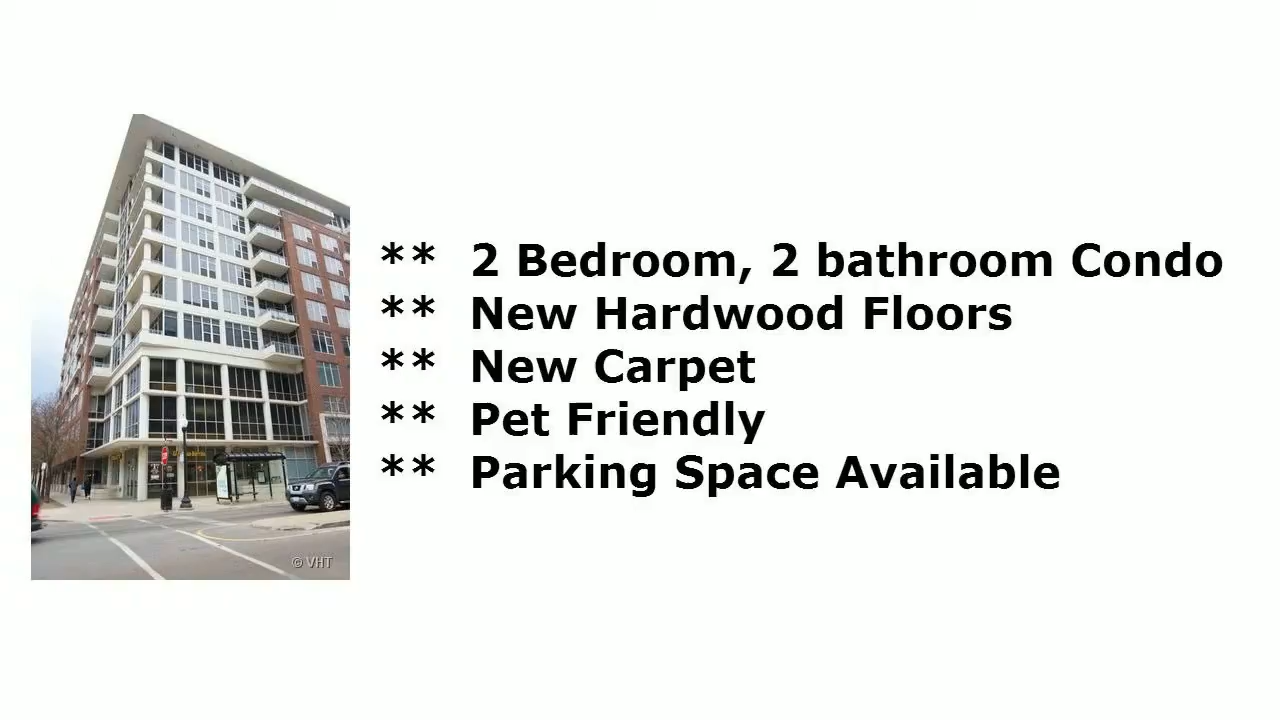 ** 2 Bedroom, 2 bathroom Condo
** New Hardwood Floors
** New Carpet
** Pet Friendly
** Parking Space Available
© VHT